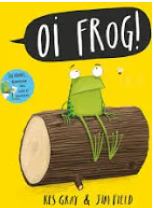 Oi FROG!
KES GRAY & JIM FIELD